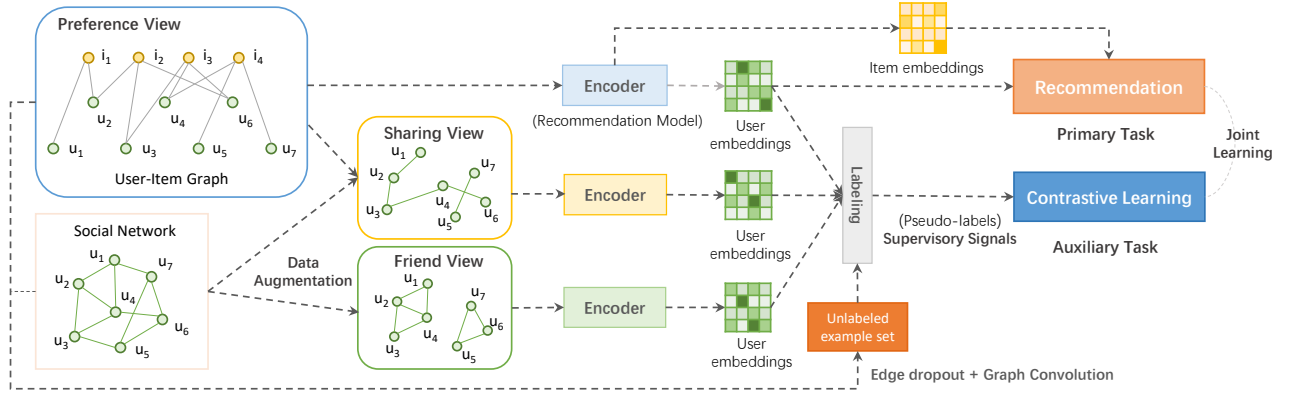 Preference View
i1 i2 i3 i4
u2 u4 u6
u1 u3 u5 u7
User-Item Graph
Social Network
u1
u7
u2
u4
u6
u3
u5
Data
Augmentation
Sharing View
u1
u7
u2
u4
u3
u6
u5
Friend View
u2
u1
u7
u6
u4
u3
u5
Encoder
(Recommendation Model)
Encoder
Encoder
Item embeddings
User
embeddings
User
embeddings
User
embeddings
Labeling
Unlabeled
example set
Edge dropout + Graph Convolution
(Pseudo-labels)
Supervisory Signals
Recommendation
Primary Task
Joint
Learning
Contrastive Learning
Auxiliary Task